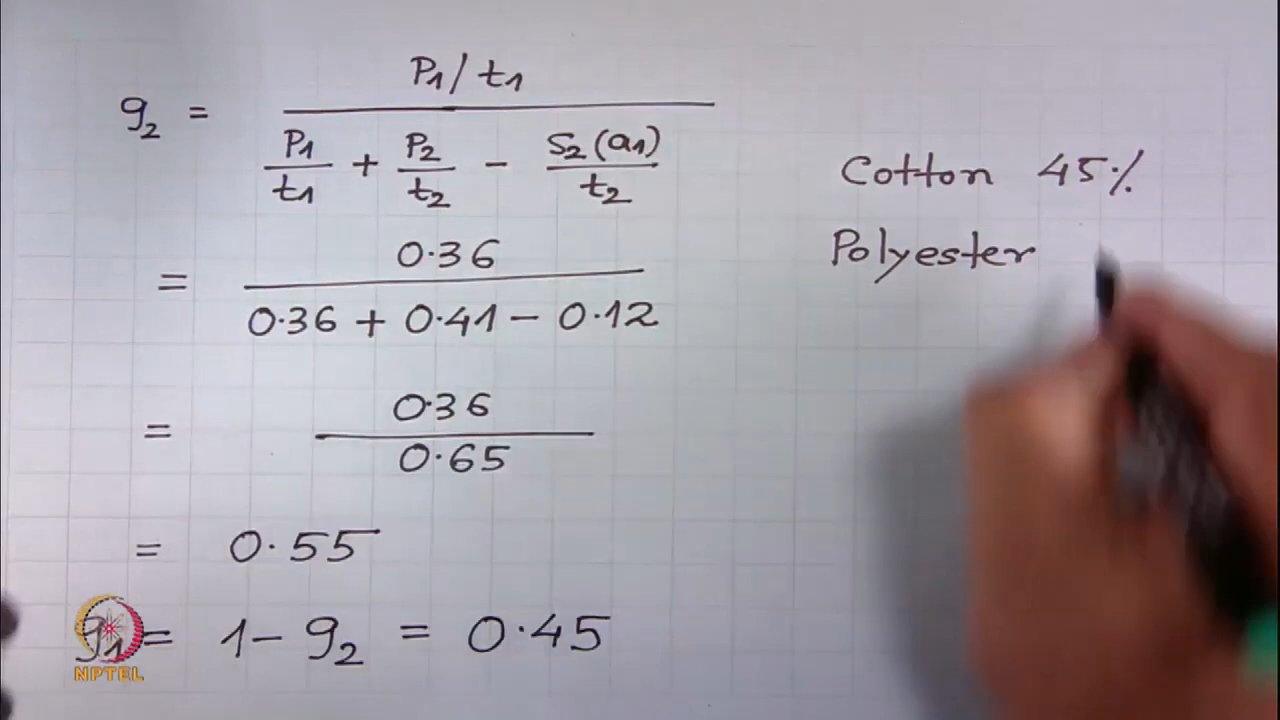 g₂ = P₁ / t₁
P₁/t₁ + P₂/t₂ - S₂(a₁)/t₂
= 0.36
0.36 + 0.41 - 0.12
= 0.36
0.65
= 0.55
g₁ = 1 - g₂ = 0.45
Cotton 45%
Polyester
NPTEL